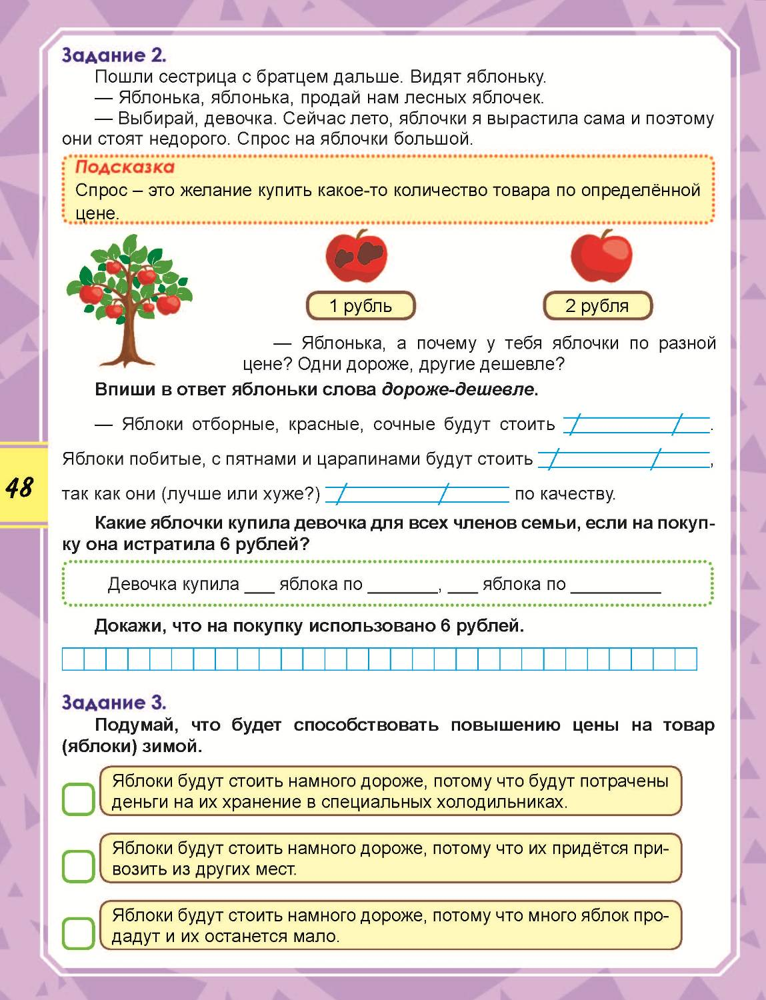 Задание 2.
Пошли сестрица с братцем дальше. Видят яблоньку.
— Яблонька, яблонька, продай нам лесных яблочек.
— Выбирай, девочка. Сейчас лето, яблочки я вырастила сама и поэтому
они стоят недорого. Спрос на яблочки большой.
Подсказка
Спрос – это желание купить какое-то количество товара по определённой
цене.
1 рубль
2 рубля
— Яблонька, а почему у тебя яблочки по разной
цене? Одни дороже, другие дешевле?
Впиши в ответ яблоньки слова дороже-дешевле.
— Яблоки отборные, красные, сочные будут стоить .
Яблоки побитые, с пятнами и царапинами будут стоить ,
так как они (лучше или хуже?) по качеству.
Какие яблочки купила девочка для всех членов семьи, если на покуп-
ку она истратила 6 рублей?
Девочка купила ___ яблока по _______, ___ яблока по _________
Докажи, что на покупку использовано 6 рублей.
Задание 3.
Подумай, что будет способствовать повышению цены на товар
(яблоки) зимой.
Яблоки будут стоить намного дороже, потому что будут потрачены
деньги на их хранение в специальных холодильниках.
Яблоки будут стоить намного дороже, потому что их придётся при-
возить из других мест.
Яблоки будут стоить намного дороже, потому что много яблок про-
дадут и их останется мало.
48